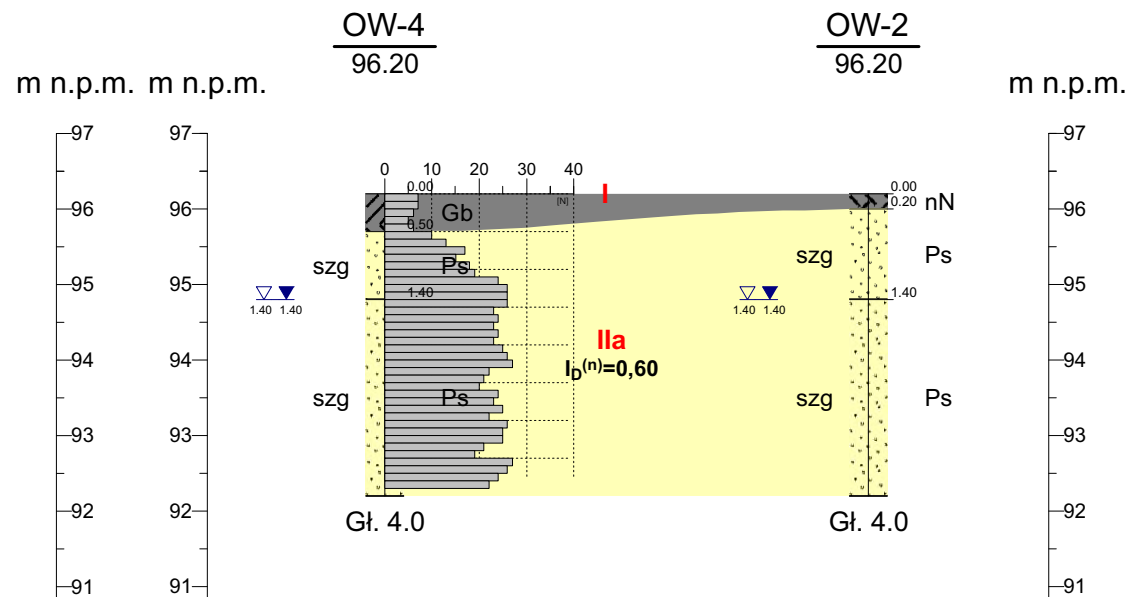 OW-4 OW-2
96.20 96.20
m n.p.m. m n.p.m. m n.p.m.
97 97 97
0 10 20 30 40
0.00 [N] I 0.00
96 96 Gb 0.20 nN 96
0.50
szg Ps szg Ps
95 95 1.40 1.40 95
1.40 1.40 1.40 1.40
94 94 IIa 94
I_D^(n)=0,60
szg Ps szg Ps
93 93 93
92 92 92
Gł. 4.0 Gł. 4.0
91 91 91